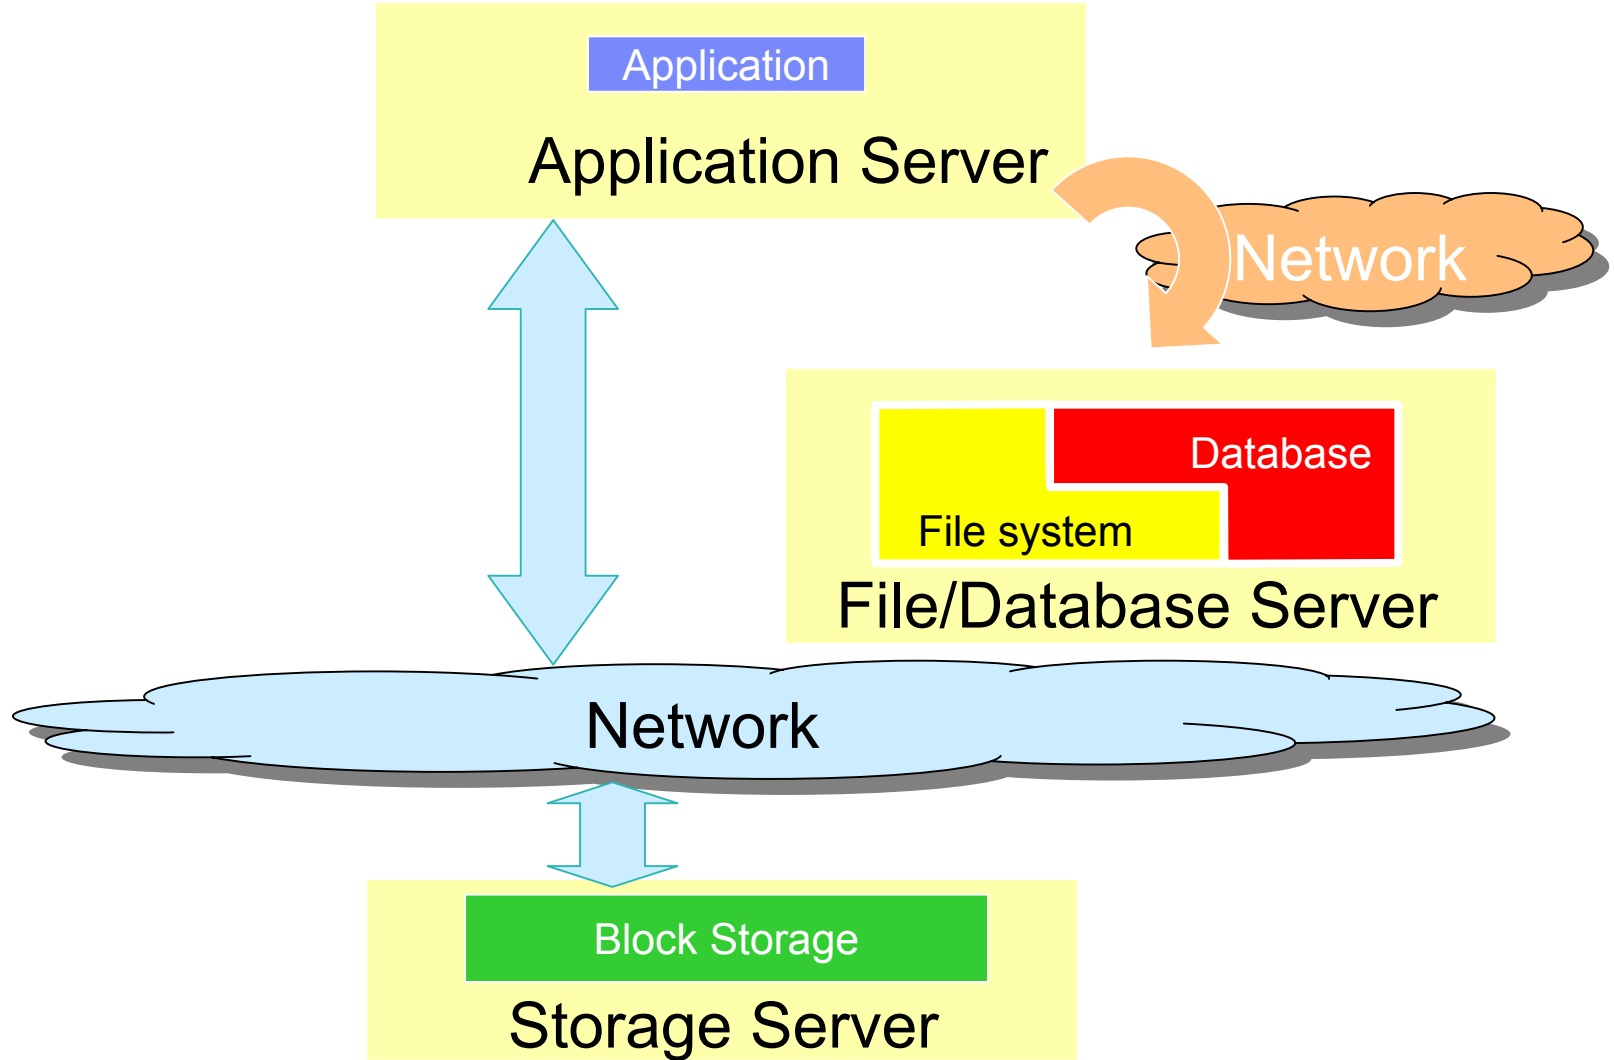 Application
Application Server
Network
Database
File system
File/Database Server
Network
Block Storage
Storage Server